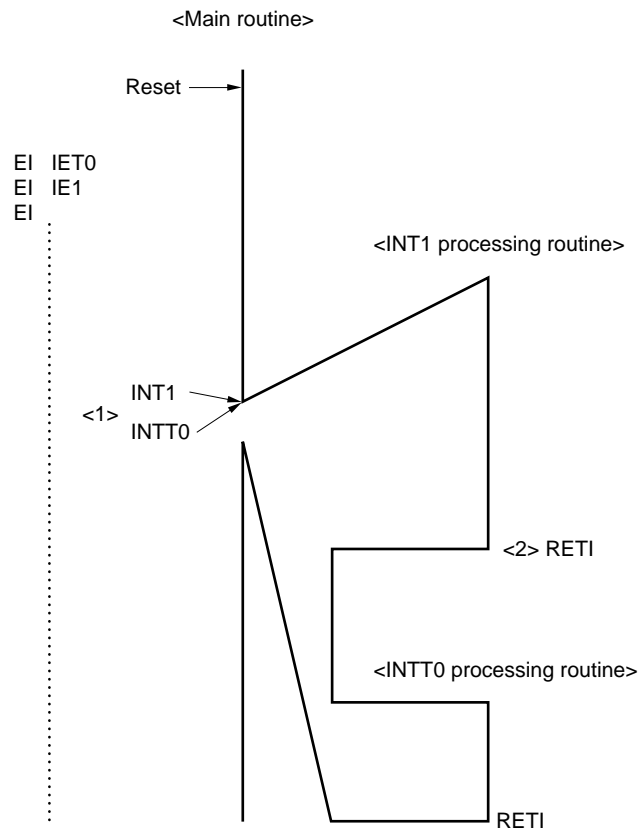 <Main routine>
Reset
EI IET0
EI IE1
EI
<INT1 processing routine>
INT1
<1>
INTT0
<2> RETI
<INTT0 processing routine>
RETI